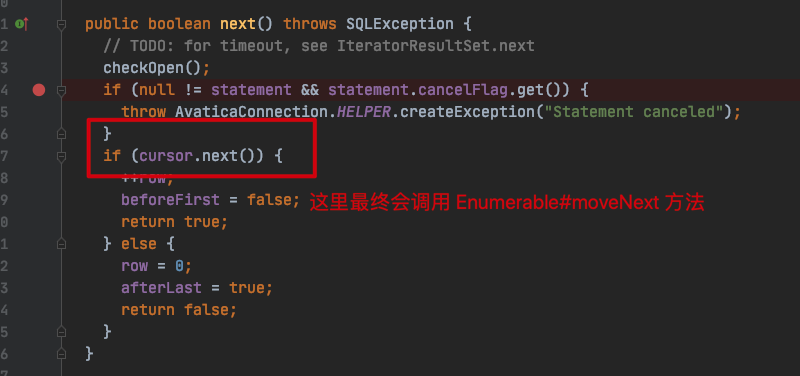 0
1 public boolean next() throws SQLException {
2 // TODO: for timeout, see IteratorResultSet.next
3 checkOpen();
4 if (null != statement && statement.cancelFlag.get()) {
5 throw AvaticaConnection.HELPER.createException("Statement canceled");
6 }
7 if (cursor.next()) {
8 ++row;
9 beforeFirst = false; 这里最终会调用 Enumerable#moveNext 方法
0 return true;
1 } else {
2 row = 0;
3 afterLast = true;
4 return false;
5 }
6 }
7